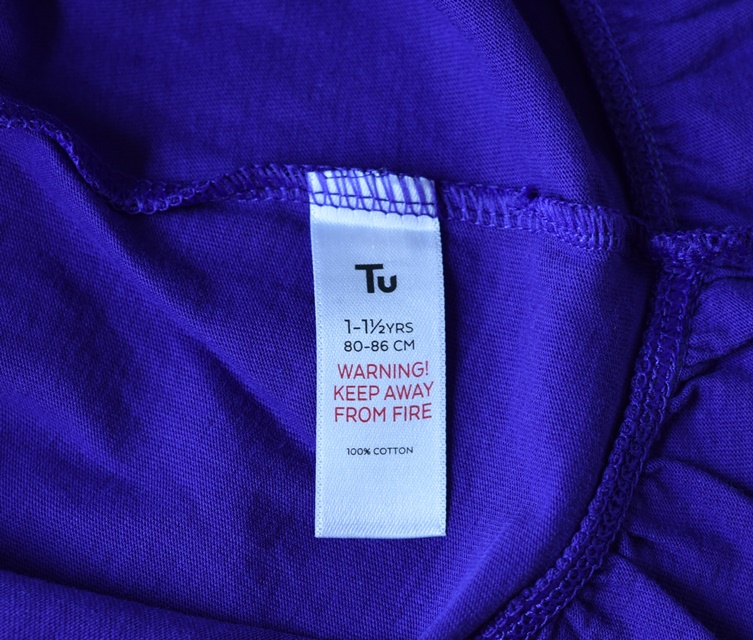 Tu
1-1½YRS
80-86 CM
WARNING!
KEEP AWAY
FROM FIRE
100% COTTON